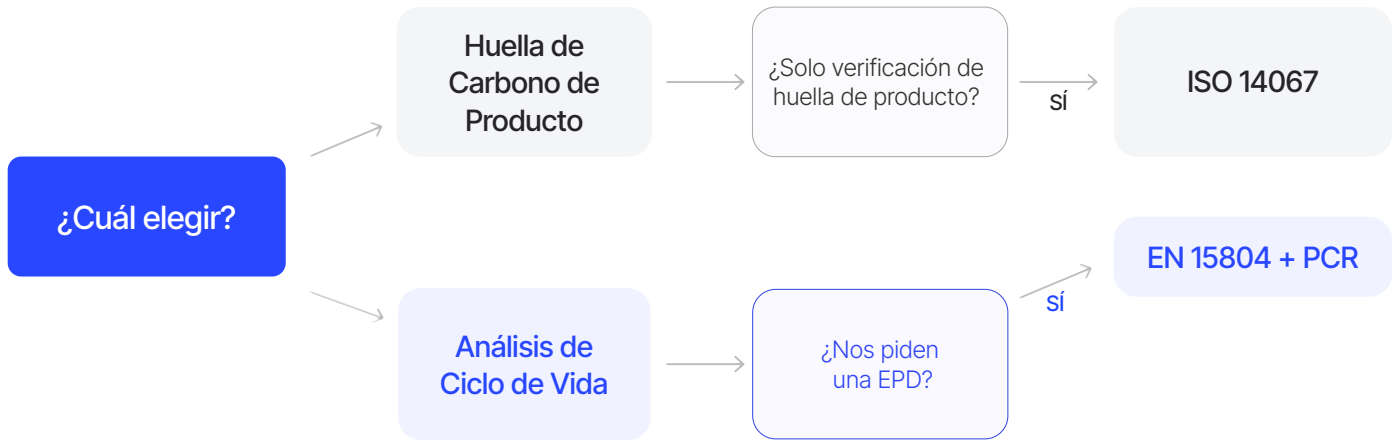 ¿Cuál elegir?
Huella de
Carbono de
Producto
¿Solo verificación de
huella de producto?
SÍ
ISO 14067
Análisis de
Ciclo de Vida
¿Nos piden
una EPD?
SÍ
EN 15804 + PCR